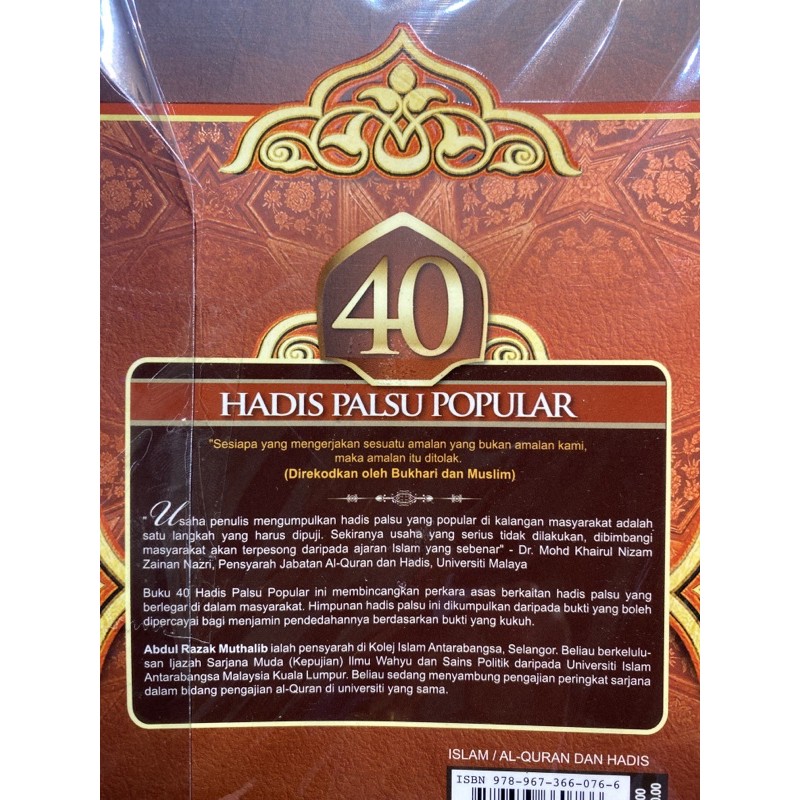 40
HADIS PALSU POPULAR
"Sesiapa yang mengerjakan sesuatu amalan yang bukan amalan kami,
maka amalan itu ditolak.
(Direkodkan oleh Bukhari dan Muslim)
"Usaha penulis mengumpulkan hadis palsu yang popular di kalangan masyarakat adalah
satu langkah yang harus dipuji. Sekiranya usaha yang serius tidak dilakukan, dibimbangi
masyarakat akan terpesong daripada ajaran Islam yang sebenar" - Dr. Mohd Khairul Nizam
Zainan Nazri, Pensyarah Jabatan Al-Quran dan Hadis, Universiti Malaya
Buku 40 Hadis Palsu Popular ini membincangkan perkara asas berkaitan hadis palsu yang
berlegar di dalam masyarakat. Himpunan hadis palsu ini dikumpulkan daripada bukti yang boleh
dipercayai bagi menjamin pendedahannya berdasarkan bukti yang kukuh.
Abdul Razak Muthalib ialah pensyarah di Kolej Islam Antarabangsa, Selangor. Beliau berkelulu-
san Ijazah Sarjana Muda (Kepujian) Ilmu Wahyu dan Sains Politik daripada Universiti Islam
Antarabangsa Malaysia Kuala Lumpur. Beliau sedang menyambung pengajian peringkat sarjana
dalam bidang pengajian al-Quran di universiti yang sama.
ISLAM / AL-QURAN DAN HADIS
ISBN 978-967-366-076-6